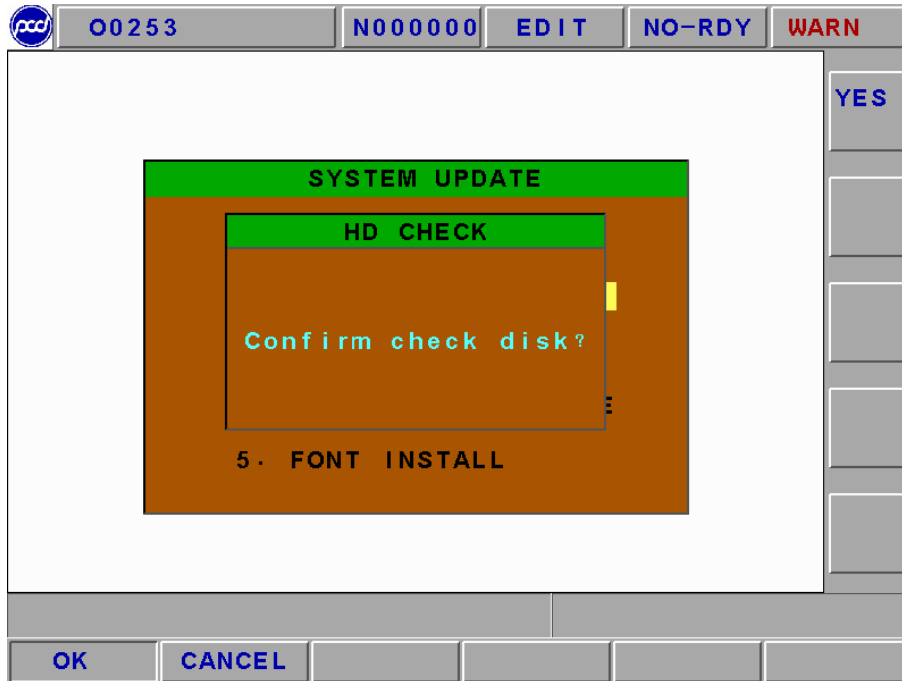 pcd O0253 N000000 EDIT NO-RDY WARN
YES
SYSTEM UPDATE
HD CHECK
Confirm check disk?
E
5. FONT INSTALL
OK CANCEL